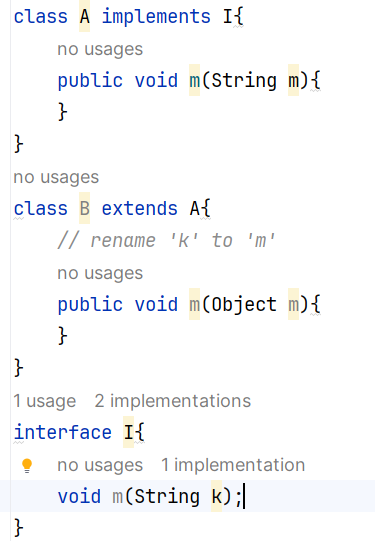 class A implements I{
no usages
public void m(String m){
}
}
no usages
class B extends A{
// rename 'k' to 'm'
no usages
public void m(Object m){
}
}
1 usage   2 implementations
interface I{
no usages   1 implementation
void m(String k);
}